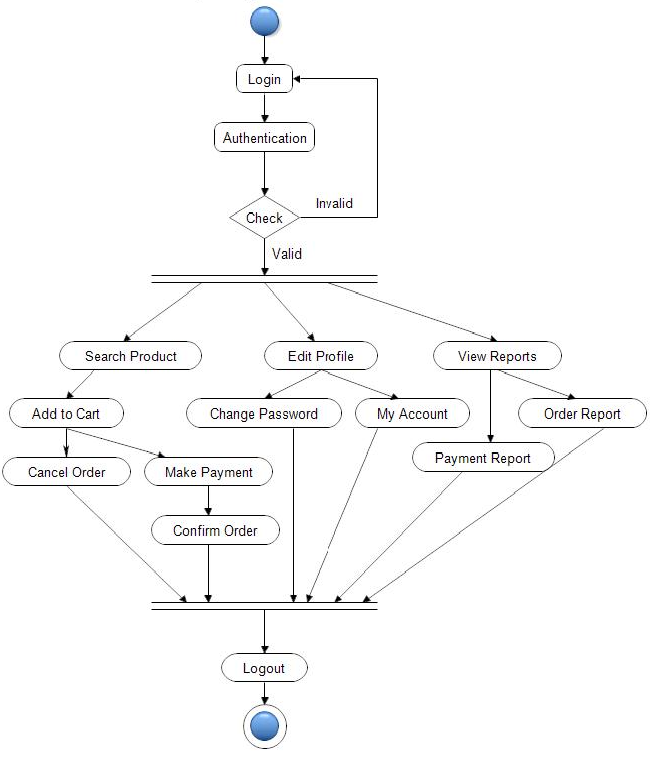 Login
Authentication
Invalid
Check
Valid
Search Product
Edit Profile
View Reports
Add to Cart
Change Password
My Account
Order Report
Cancel Order
Make Payment
Payment Report
Confirm Order
Logout